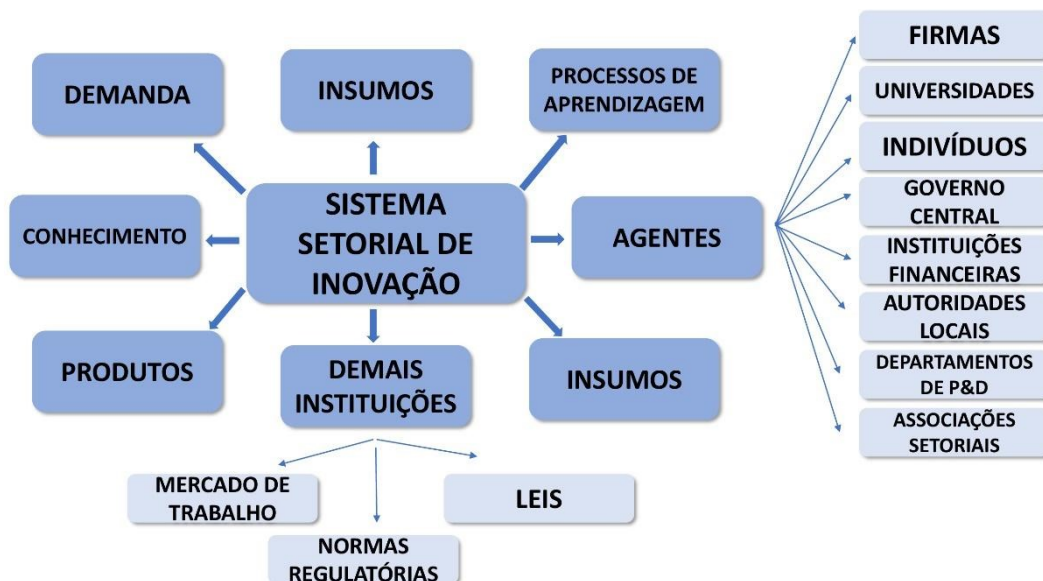 DEMANDA
INSUMOS
PROCESSOS DE
APRENDIZAGEM
CONHECIMENTO
SISTEMA
SETORIAL DE
INOVAÇÃO
AGENTES
PRODUTOS
DEMAIS
INSTITUIÇÕES
INSUMOS
MERCADO DE
TRABALHO
NORMAS
REGULATÓRIAS
LEIS
FIRMAS
UNIVERSIDADES
INDIVÍDUOS
GOVERNO
CENTRAL
INSTITUIÇÕES
FINANCEIRAS
AUTORIDADES
LOCAIS
DEPARTAMENTOS
DE P&D
ASSOCIAÇÕES
SETORIAIS